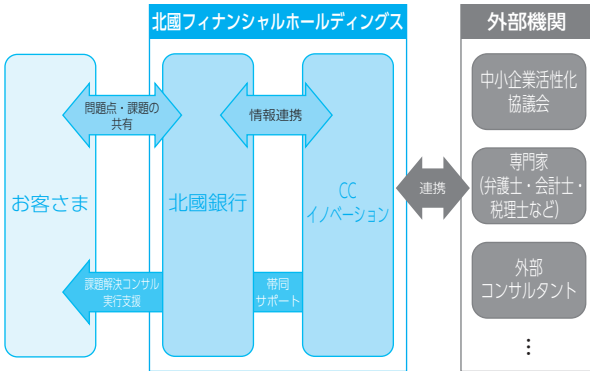 北國フィナンシャルホールディングス
外部機関
お客さま
問題点・課題の
共有
北國銀行
情報連携
CC
イノベーション
課題解決コンサル
実行支援
帯同
サポート
連携
中小企業活性化
協議会
専門家
(弁護士・会計士・
税理士など)
外部
コンサルタント
⋮